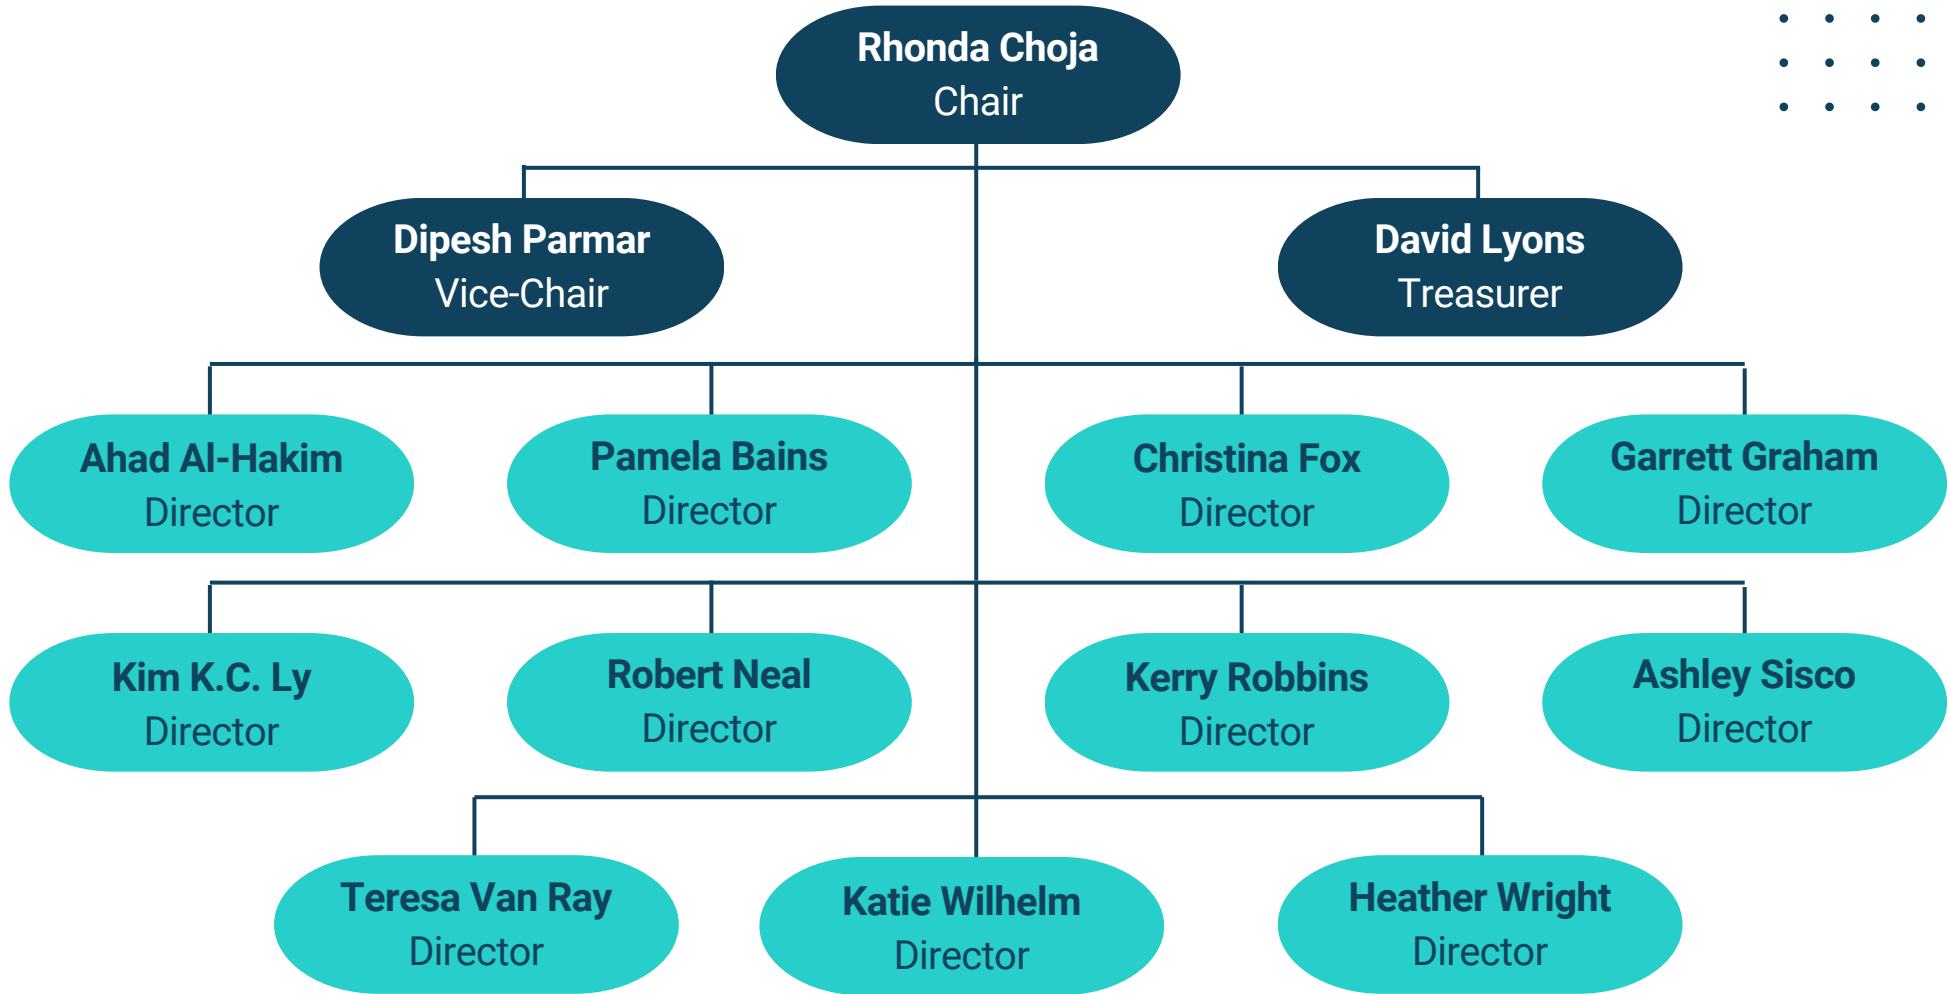 Rhonda Choja
Chair
Dipesh Parmar
Vice-Chair
David Lyons
Treasurer
Ahad Al-Hakim
Director
Pamela Bains
Director
Christina Fox
Director
Garrett Graham
Director
Kim K.C. Ly
Director
Robert Neal
Director
Kerry Robbins
Director
Ashley Sisco
Director
Teresa Van Ray
Director
Katie Wilhelm
Director
Heather Wright
Director